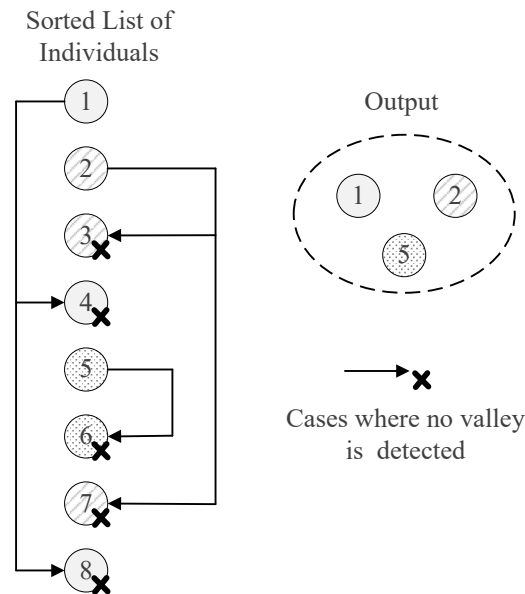 Sorted List of
Individuals
1
2
3
4
5
6
7
8
Output
1
2
5
Cases where no valley
is detected